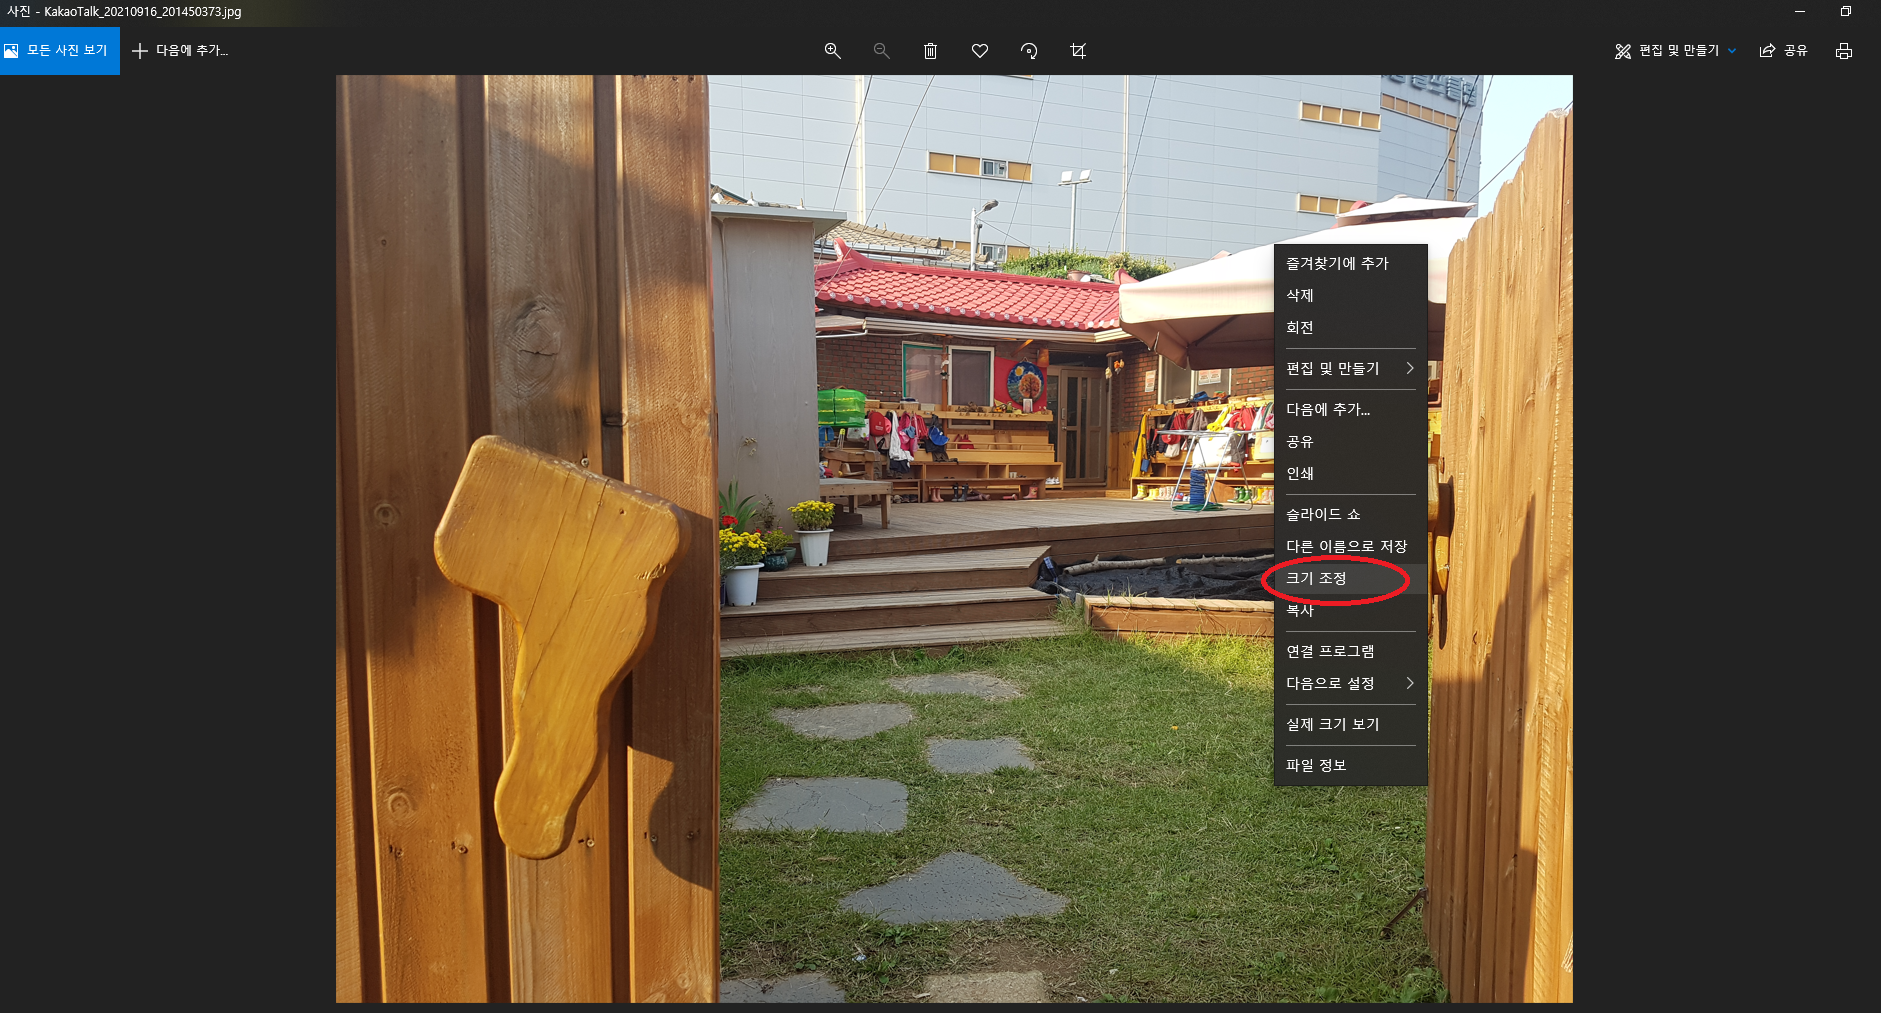 사진 - KakaoTalk_20210916_201450373.jpg
모든 사진 보기
다음에 추가...
편집 및 만들기
공유
즐겨찾기에 추가
삭제
회전
편집 및 만들기
다음에 추가...
공유
인쇄
슬라이드 쇼
다른 이름으로 저장
크기 조정
복사
연결 프로그램
다음으로 설정
실제 크기 보기
파일 정보